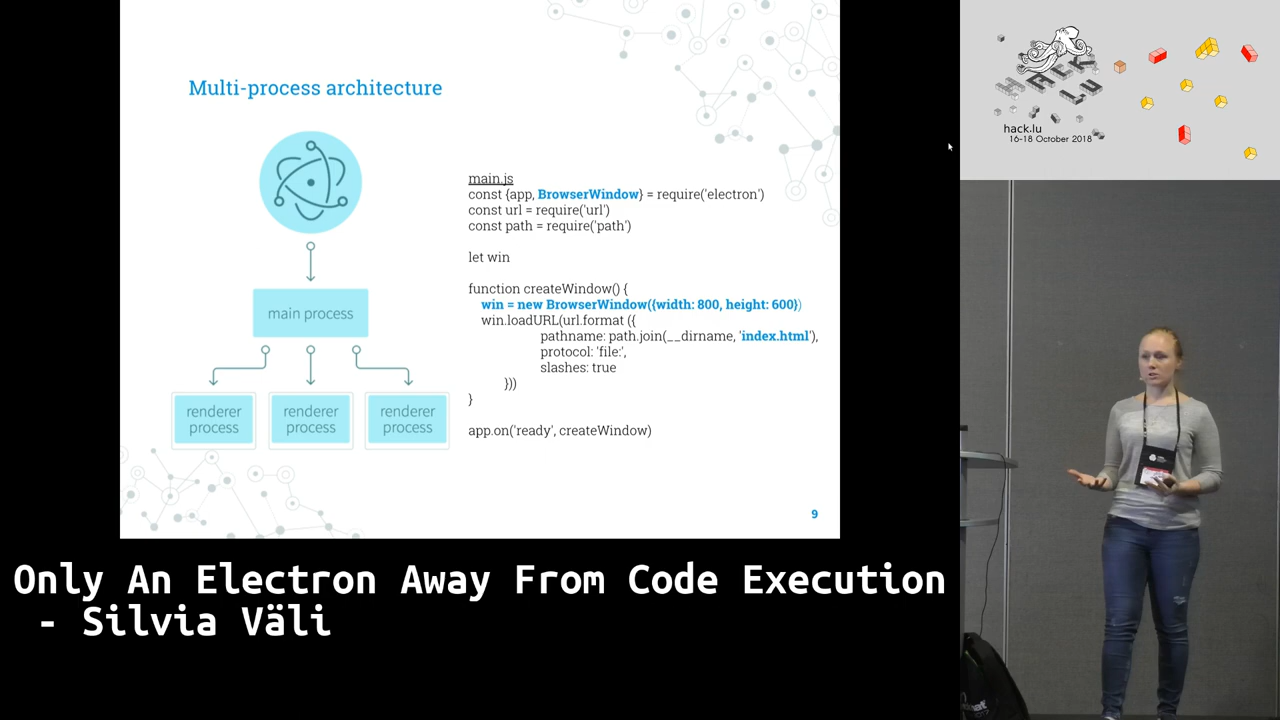 Multi-process architecture
main process
renderer process
renderer process
renderer process
main.js
const {app, BrowserWindow} = require('electron')
const url = require('url')
const path = require('path')
let win
function createWindow() {
win = new BrowserWindow({width: 800, height: 600})
win.loadURL(url.format ({
pathname: path.join(__dirname, 'index.html'),
protocol: 'file:',
slashes: true
}))
}
app.on('ready', createWindow)
9
HACK
LU
hack.lu
16-18 October 2018
Only An Electron Away From Code Execution
- Silvia Väli